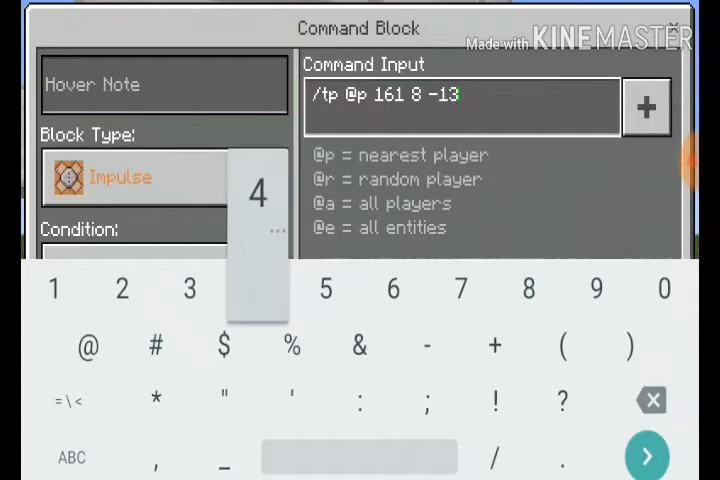 Command Block
Made with KINEMASTER
Hover Note
Command Input
/tp @p 161 8 -13
+
Block Type:
@p = nearest player
Impulse
@r = random player
@a = all players
Condition:
@e = all entities
4
...
1 2 3 5 6 7 8 9 0
@ # $ % & - + ( )
=\< * " ' : ; ! ?
ABC , _ / .